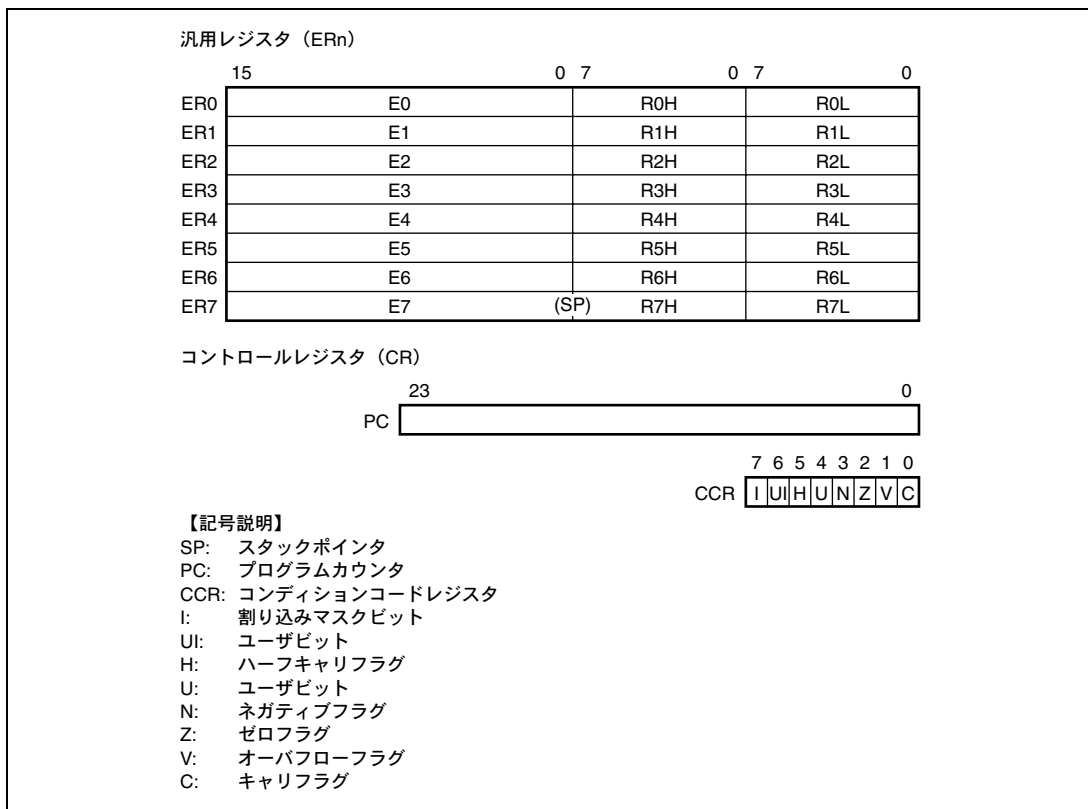 汎用レジスタ（ERn）
15 0 7 0 7 0
ER0 E0 R0H R0L
ER1 E1 R1H R1L
ER2 E2 R2H R2L
ER3 E3 R3H R3L
ER4 E4 R4H R4L
ER5 E5 R5H R5L
ER6 E6 R6H R6L
ER7 E7 (SP) R7H R7L
コントロールレジスタ（CR）
23 0
PC
7 6 5 4 3 2 1 0
CCR I UI H U N Z V C
【記号説明】
SP: スタックポインタ
PC: プログラムカウンタ
CCR: コンディションコードレジスタ
I: 割り込みマスクビット
UI: ユーザビット
H: ハーフキャリフラグ
U: ユーザビット
N: ネガティブフラグ
Z: ゼロフラグ
V: オーバフローフラグ
C: キャリフラグ